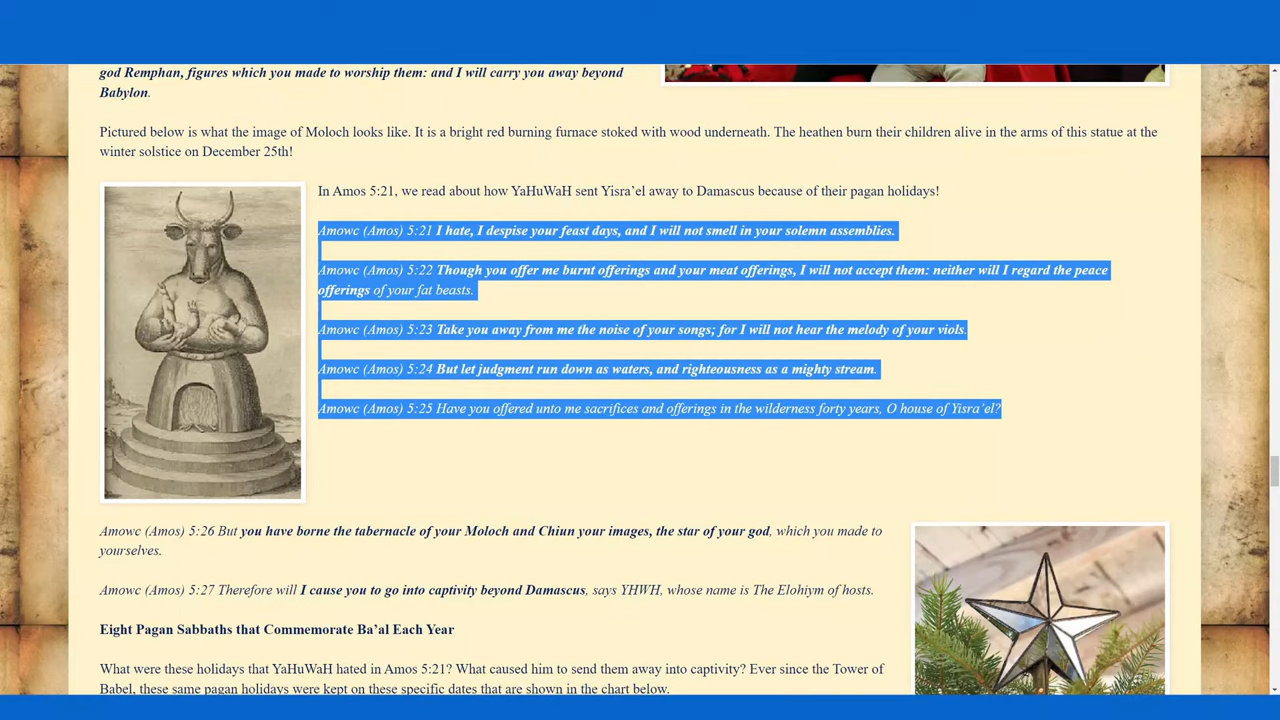 god Remphan, figures which you made to worship them: and I will carry you away beyond
Babylon.
Pictured below is what the image of Moloch looks like. It is a bright red burning furnace stoked with wood underneath. The heathen burn their children alive in the arms of this statue at the
winter solstice on December 25th!
In Amos 5:21, we read about how YaHuWaH sent Yisra’el away to Damascus because of their pagan holidays!
Amowc (Amos) 5:21 I hate, I despise your feast days, and I will not smell in your solemn assemblies.
Amowc (Amos) 5:22 Though you offer me burnt offerings and your meat offerings, I will not accept them: neither will I regard the peace
offerings of your fat beasts.
Amowc (Amos) 5:23 Take you away from me the noise of your songs; for I will not hear the melody of your viols.
Amowc (Amos) 5:24 But let judgment run down as waters, and righteousness as a mighty stream.
Amowc (Amos) 5:25 Have you offered unto me sacrifices and offerings in the wilderness forty years, O house of Yisra’el?
Amowc (Amos) 5:26 But you have borne the tabernacle of your Moloch and Chiun your images, the star of your god, which you made to
yourselves.
Amowc (Amos) 5:27 Therefore will I cause you to go into captivity beyond Damascus, says YHWH, whose name is The Elohiym of hosts.
Eight Pagan Sabbaths that Commemorate Ba’al Each Year
What were these holidays that YaHuWaH hated in Amos 5:21? What caused him to send them away into captivity? Ever since the Tower of
Babel, these same pagan holidays were kept on these specific dates that are shown in the chart below.